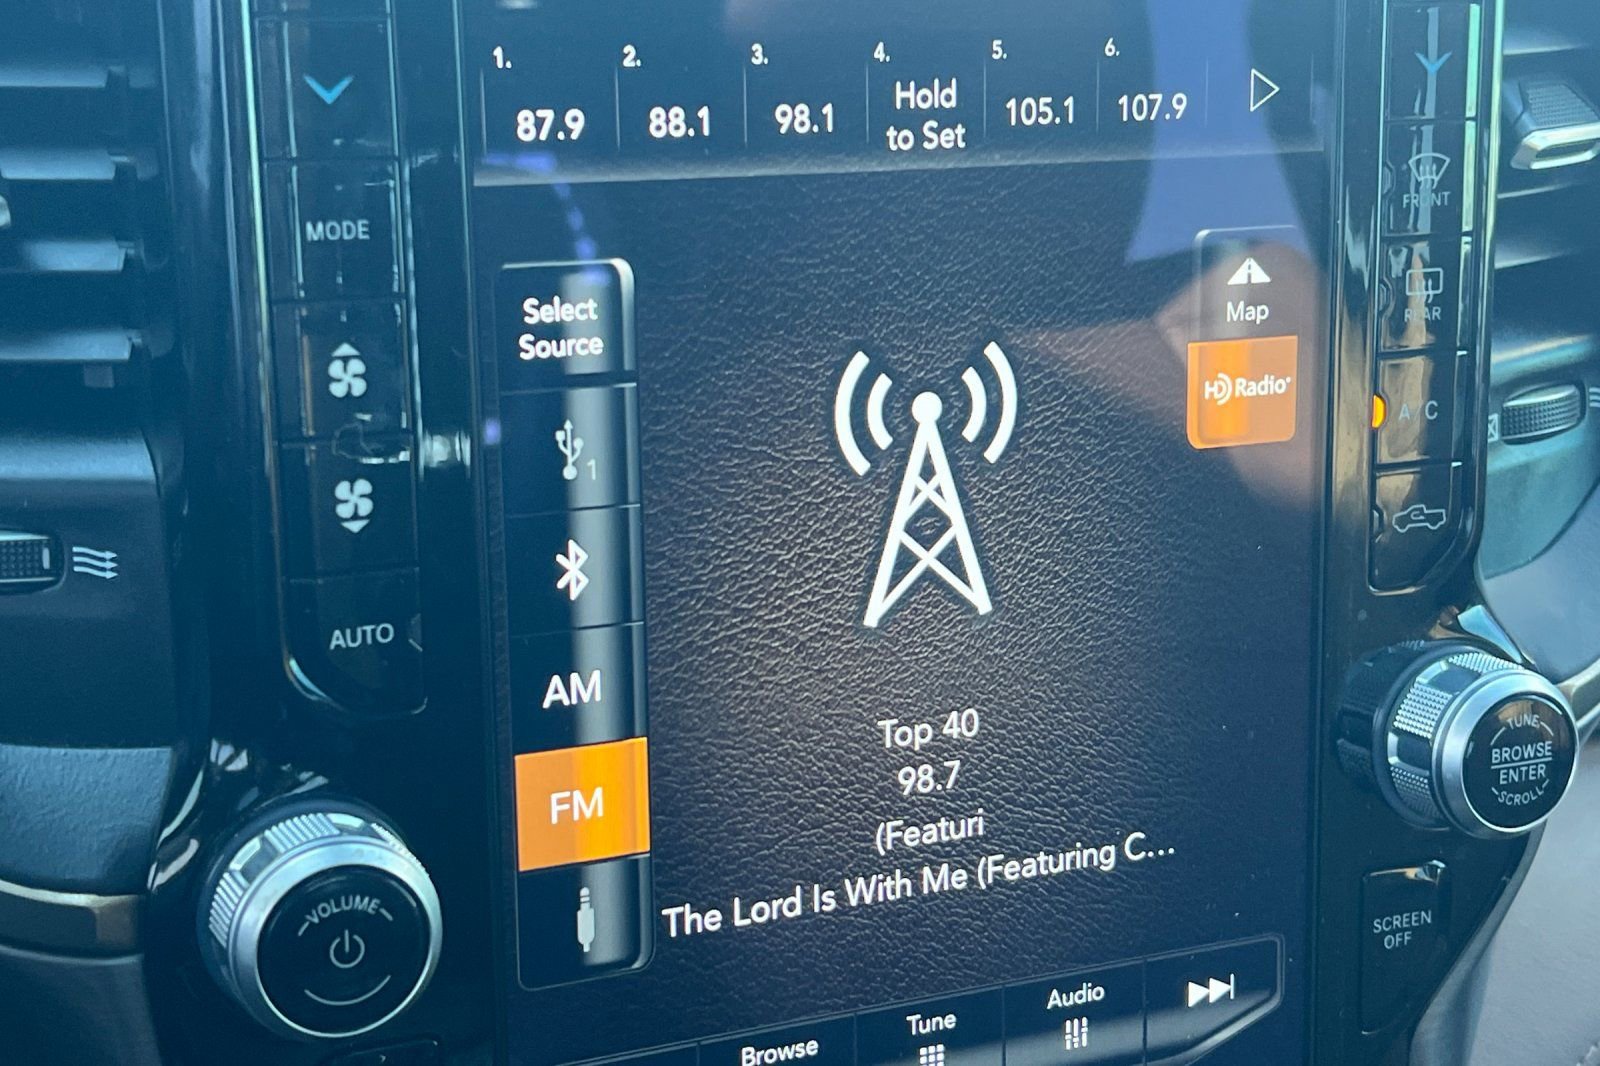 1. 2. 3. 4. 5. 6.
87.9 88.1 98.1 Hold to Set 105.1 107.9
MODE
FRONT
Select
Source
Map
REAR
HD Radio
A/C
1
AUTO
AM
Top 40
TUNE
BROWSE
ENTER
SCROLL
FM
98.7
(Featuri
The Lord Is With Me (Featuring C...
VOLUME
SCREEN
OFF
Browse Tune Audio